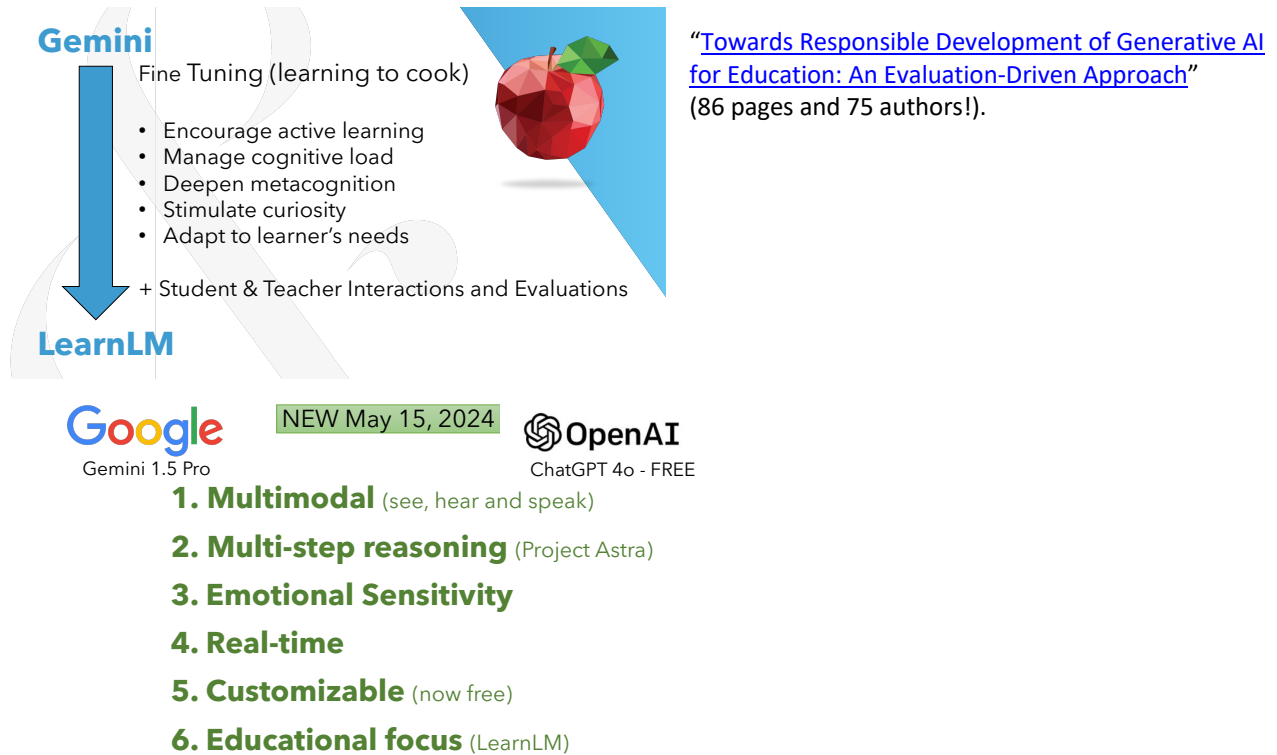 Gemini
Fine Tuning (learning to cook)
• Encourage active learning
• Manage cognitive load
• Deepen metacognition
• Stimulate curiosity
• Adapt to learner’s needs
+ Student & Teacher Interactions and Evaluations
LearnLM
“Towards Responsible Development of Generative AI
for Education: An Evaluation-Driven Approach”
(86 pages and 75 authors!).
Google
NEW May 15, 2024
OpenAI
Gemini 1.5 Pro
ChatGPT 4o - FREE
1. Multimodal (see, hear and speak)
2. Multi-step reasoning (Project Astra)
3. Emotional Sensitivity
4. Real-time
5. Customizable (now free)
6. Educational focus (LearnLM)